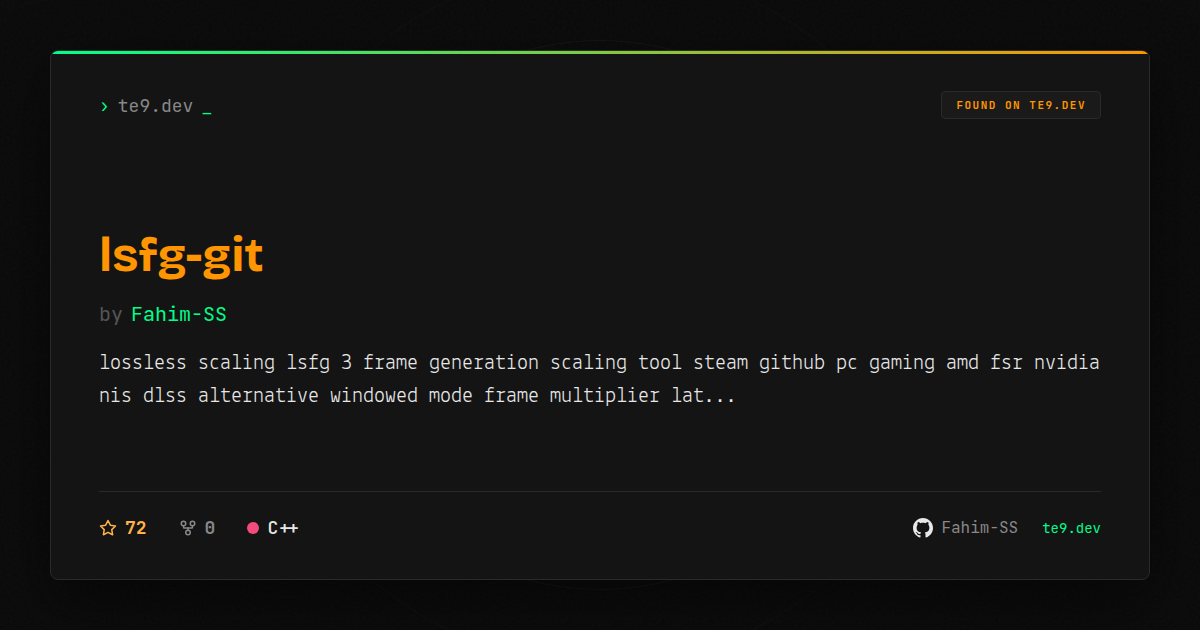 › te9.dev _
FOUND ON TE9.DEV
lsfg-git
by Fahim-SS
lossless scaling lsfg 3 frame generation scaling tool steam github pc gaming amd fsr nvidia
nis dlss alternative windowed mode frame multiplier lat...
72 0 C++
Fahim-SS te9.dev